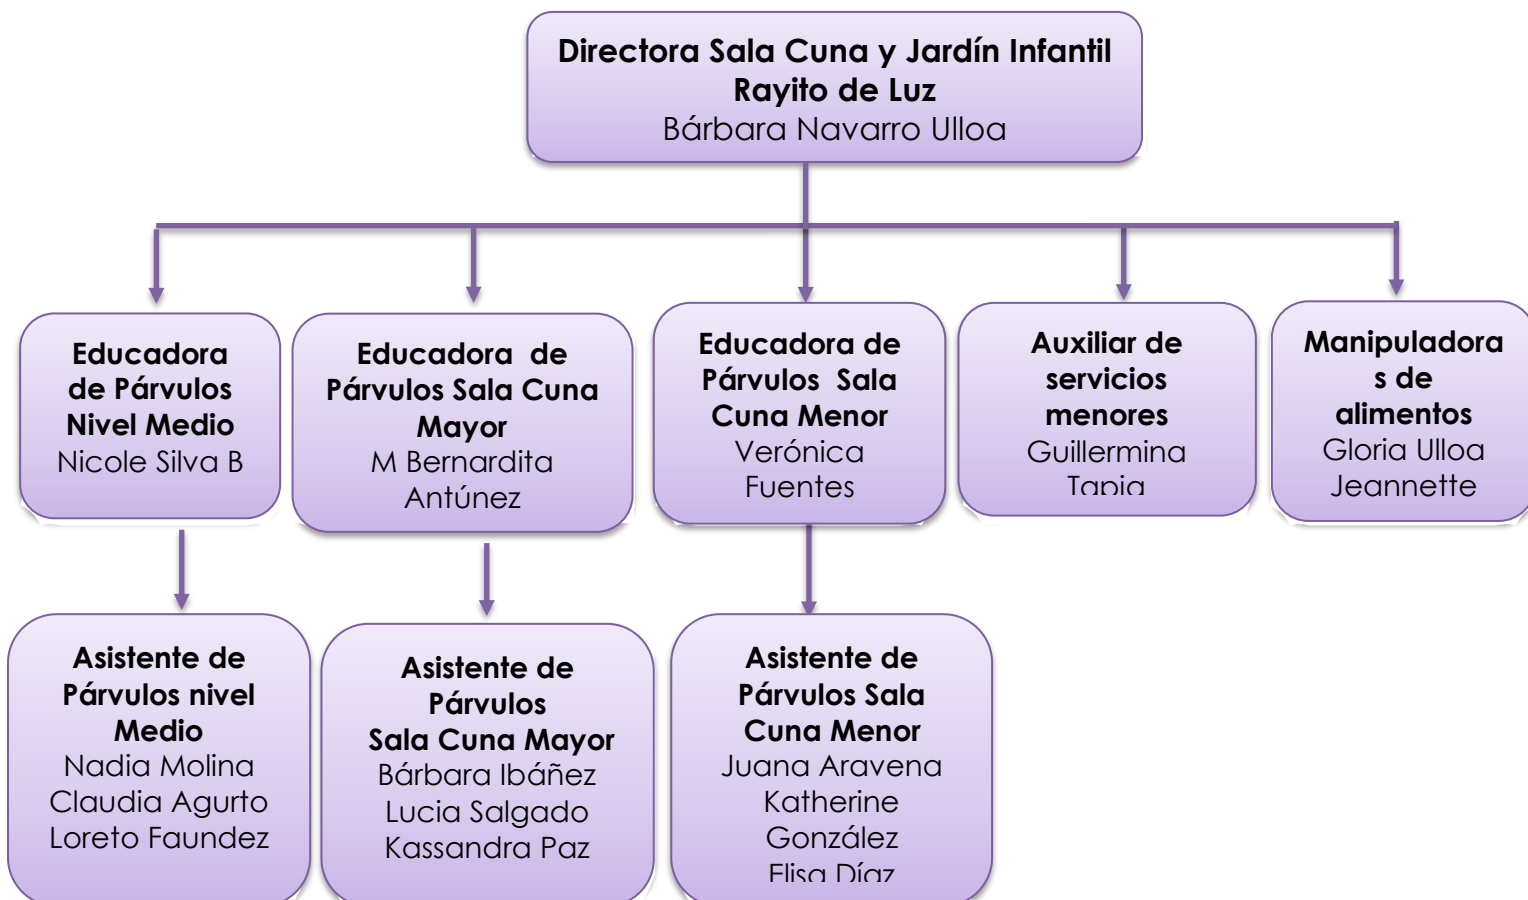 Directora Sala Cuna y Jardín Infantil
Rayito de Luz
Bárbara Navarro Ulloa
Educadora
de Párvulos
Nivel Medio
Nicole Silva B
Educadora de
Párvulos Sala Cuna
Mayor
M Bernardita
Antúnez
Educadora de
Párvulos Sala
Cuna Menor
Verónica
Fuentes
Auxiliar de
servicios
menores
Guillermina
Tapia
Manipuladora
s de
alimentos
Gloria Ulloa
Jeannette
Asistente de
Párvulos nivel
Medio
Nadia Molina
Claudia Agurto
Loreto Faundez
Asistente de
Párvulos
Sala Cuna Mayor
Bárbara Ibáñez
Lucia Salgado
Kassandra Paz
Asistente de
Párvulos Sala
Cuna Menor
Juana Aravena
Katherine
González
Elisa Díaz